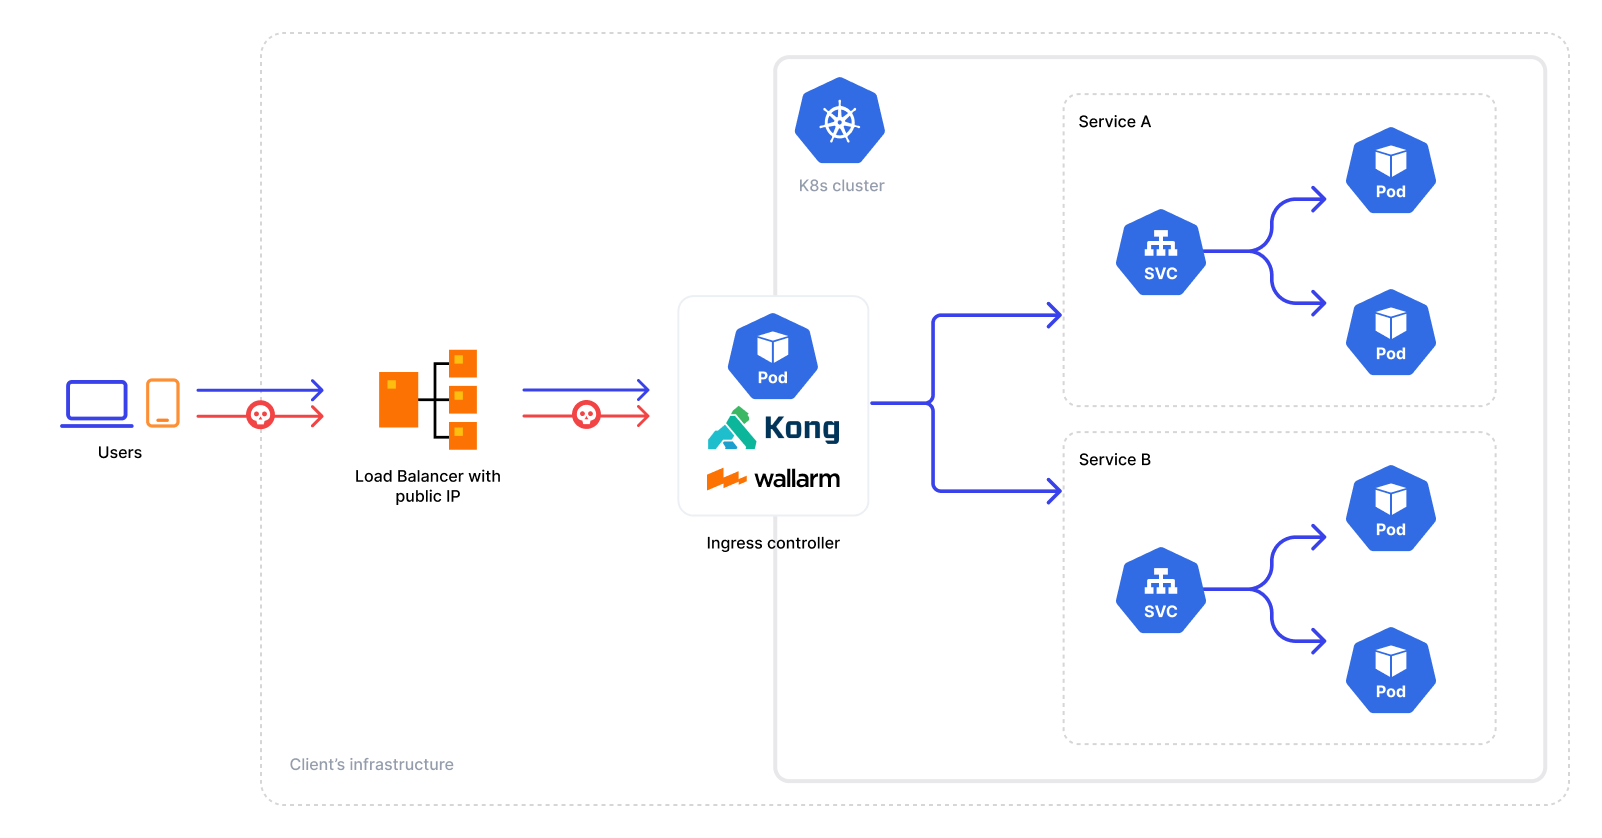 K8s cluster
Service A
Pod
SVC
Pod
Users
Load Balancer with
public IP
Pod
Kong
wallarm
Ingress controller
Service B
Pod
SVC
Pod
Client’s infrastructure